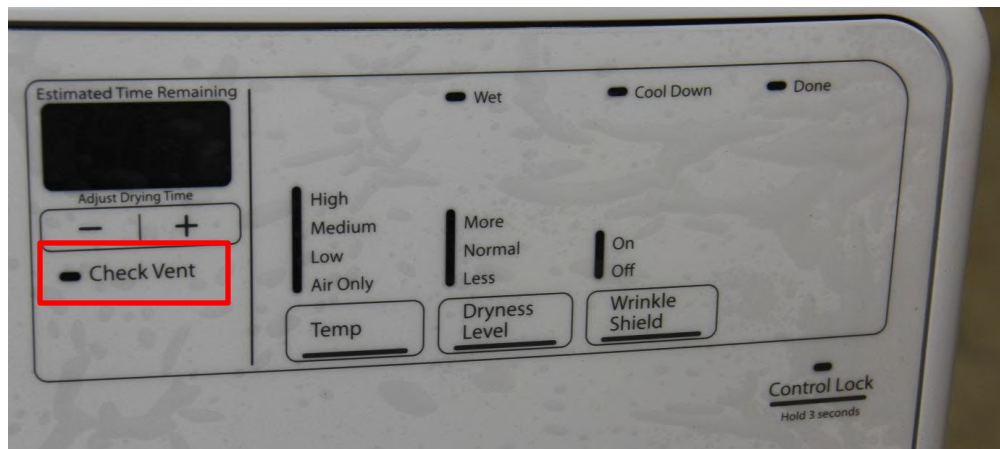 Estimated Time Remaining
Wet
Cool Down
Done
Adjust Drying Time
− +
Check Vent
High
Medium
Low
Air Only
Temp
More
Normal
Less
Dryness
Level
On
Off
Wrinkle
Shield
Control Lock
Hold 3 seconds